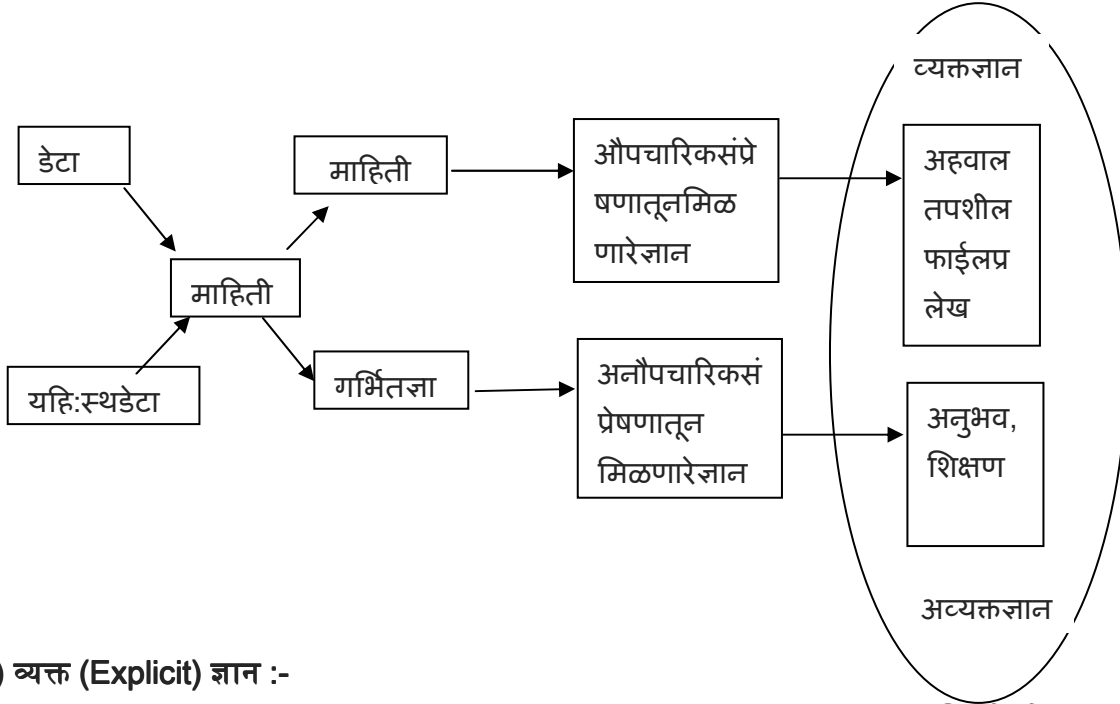 व्यक्तज्ञान
डेटा
माहिती
औपचारिकसंप्रे
षणातूनमिळ
णारेज्ञान
अहवाल
तपशील
फाईलप्र
लेख
माहिती
यहि:स्थडेटा
गर्भितज्ञा
अनौपचारिकसं
प्रेषणातून
मिळणारेज्ञान
अनुभव,
शिक्षण
अव्यक्तज्ञान
) व्यक्त (Explicit) ज्ञान :-